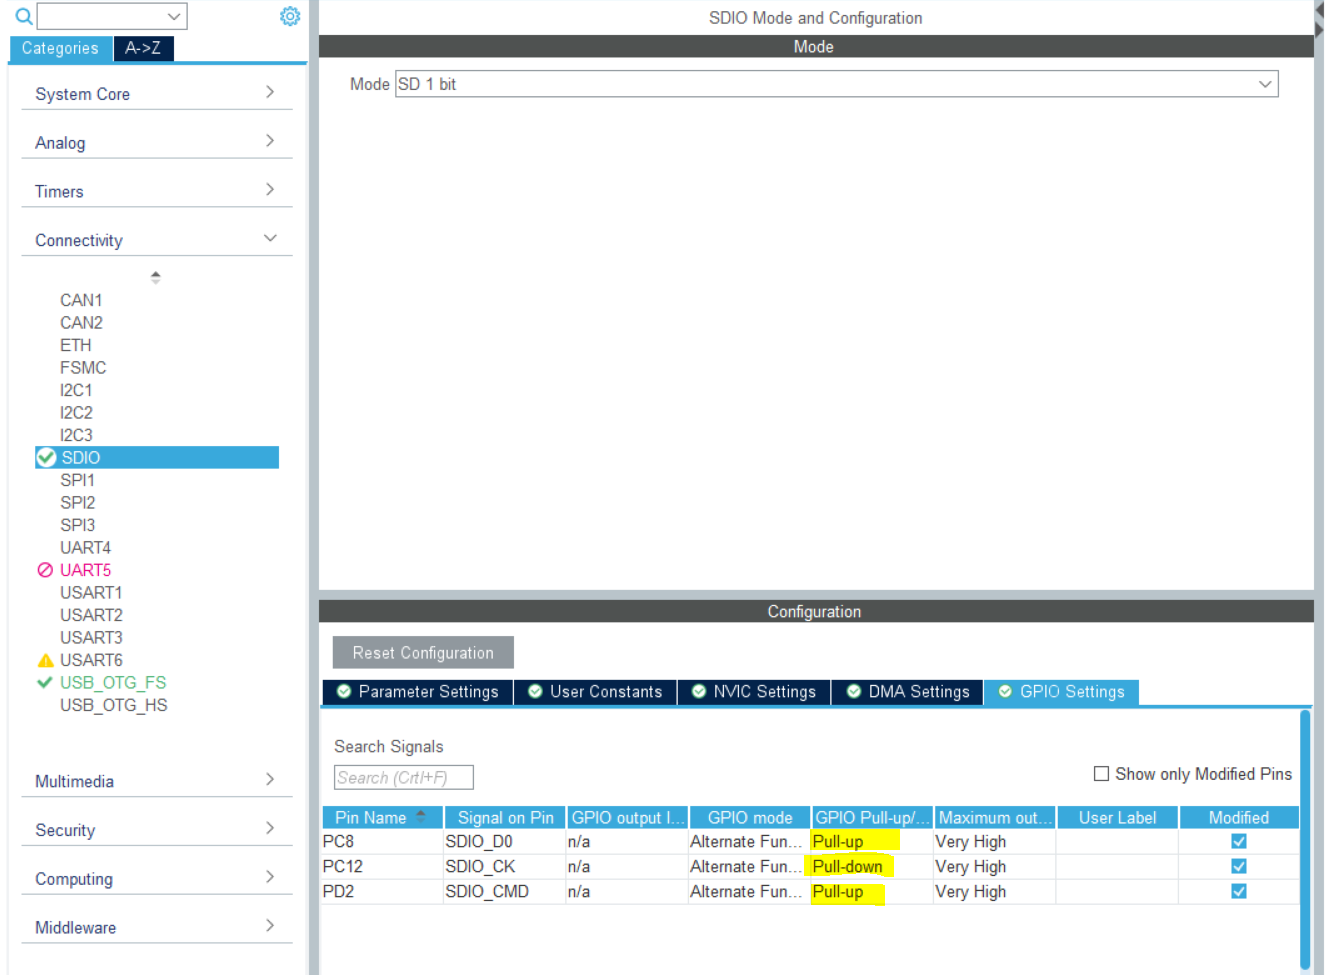 Categories
A->Z
System Core
Analog
Timers
Connectivity
CAN1
CAN2
ETH
FSMC
I2C1
I2C2
I2C3
SDIO
SPI1
SPI2
SPI3
UART4
UART5
USART1
USART2
USART3
USART6
USB_OTG_FS
USB_OTG_HS
Multimedia
Security
Computing
Middleware
SDIO Mode and Configuration
Mode
Mode SD 1 bit
Configuration
Reset Configuration
Parameter Settings User Constants NVIC Settings DMA Settings GPIO Settings
Search Signals
Search (Crtl+F)
Show only Modified Pins
Pin Name Signal on Pin GPIO output l... GPIO mode GPIO Pull-up/... Maximum out... User Label Modified
PC8 SDIO_D0 n/a Alternate Fun... Pull-up Very High
PC12 SDIO_CK n/a Alternate Fun... Pull-down Very High
PD2 SDIO_CMD n/a Alternate Fun... Pull-up Very High